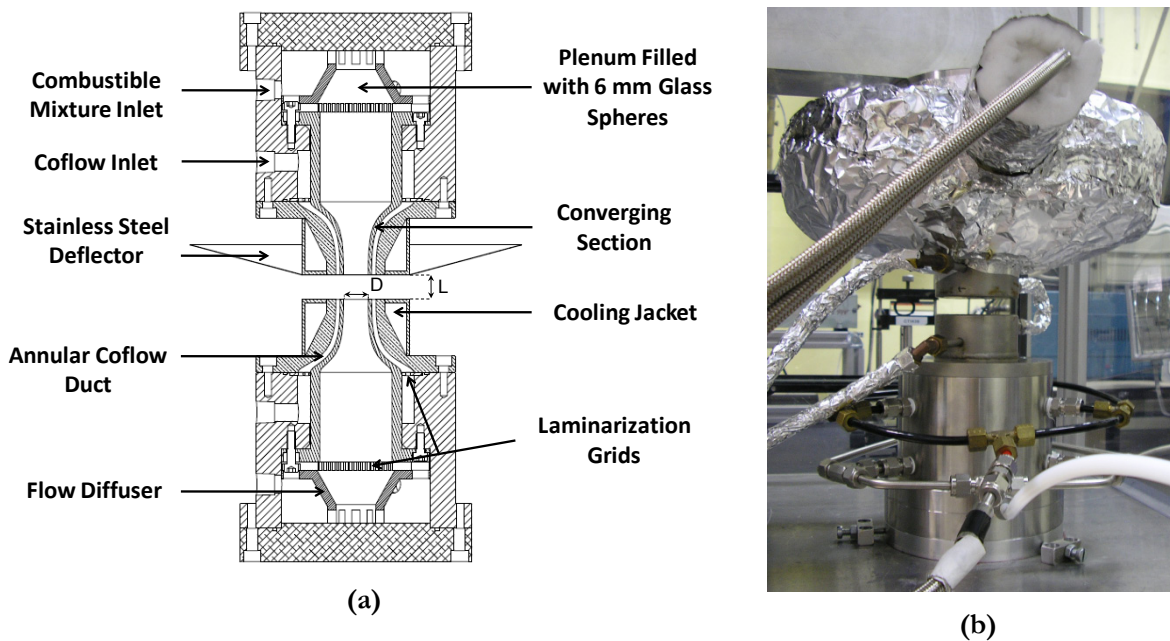 Combustible
Mixture Inlet
Coflow Inlet
Stainless Steel
Deflector
Annular Coflow
Duct
Flow Diffuser
Plenum Filled
with 6 mm Glass
Spheres
Converging
Section
D
L
Cooling Jacket
Laminarization
Grids
(a)
(b)